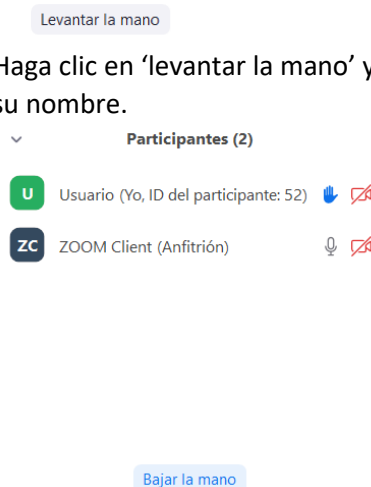 Levantar la mano
Haga clic en ‘levantar la mano’ y
su nombre.
Participantes (2)
U Usuario (Yo, ID del participante: 52)
ZC ZOOM Client (Anfitrión)
Bajar la mano